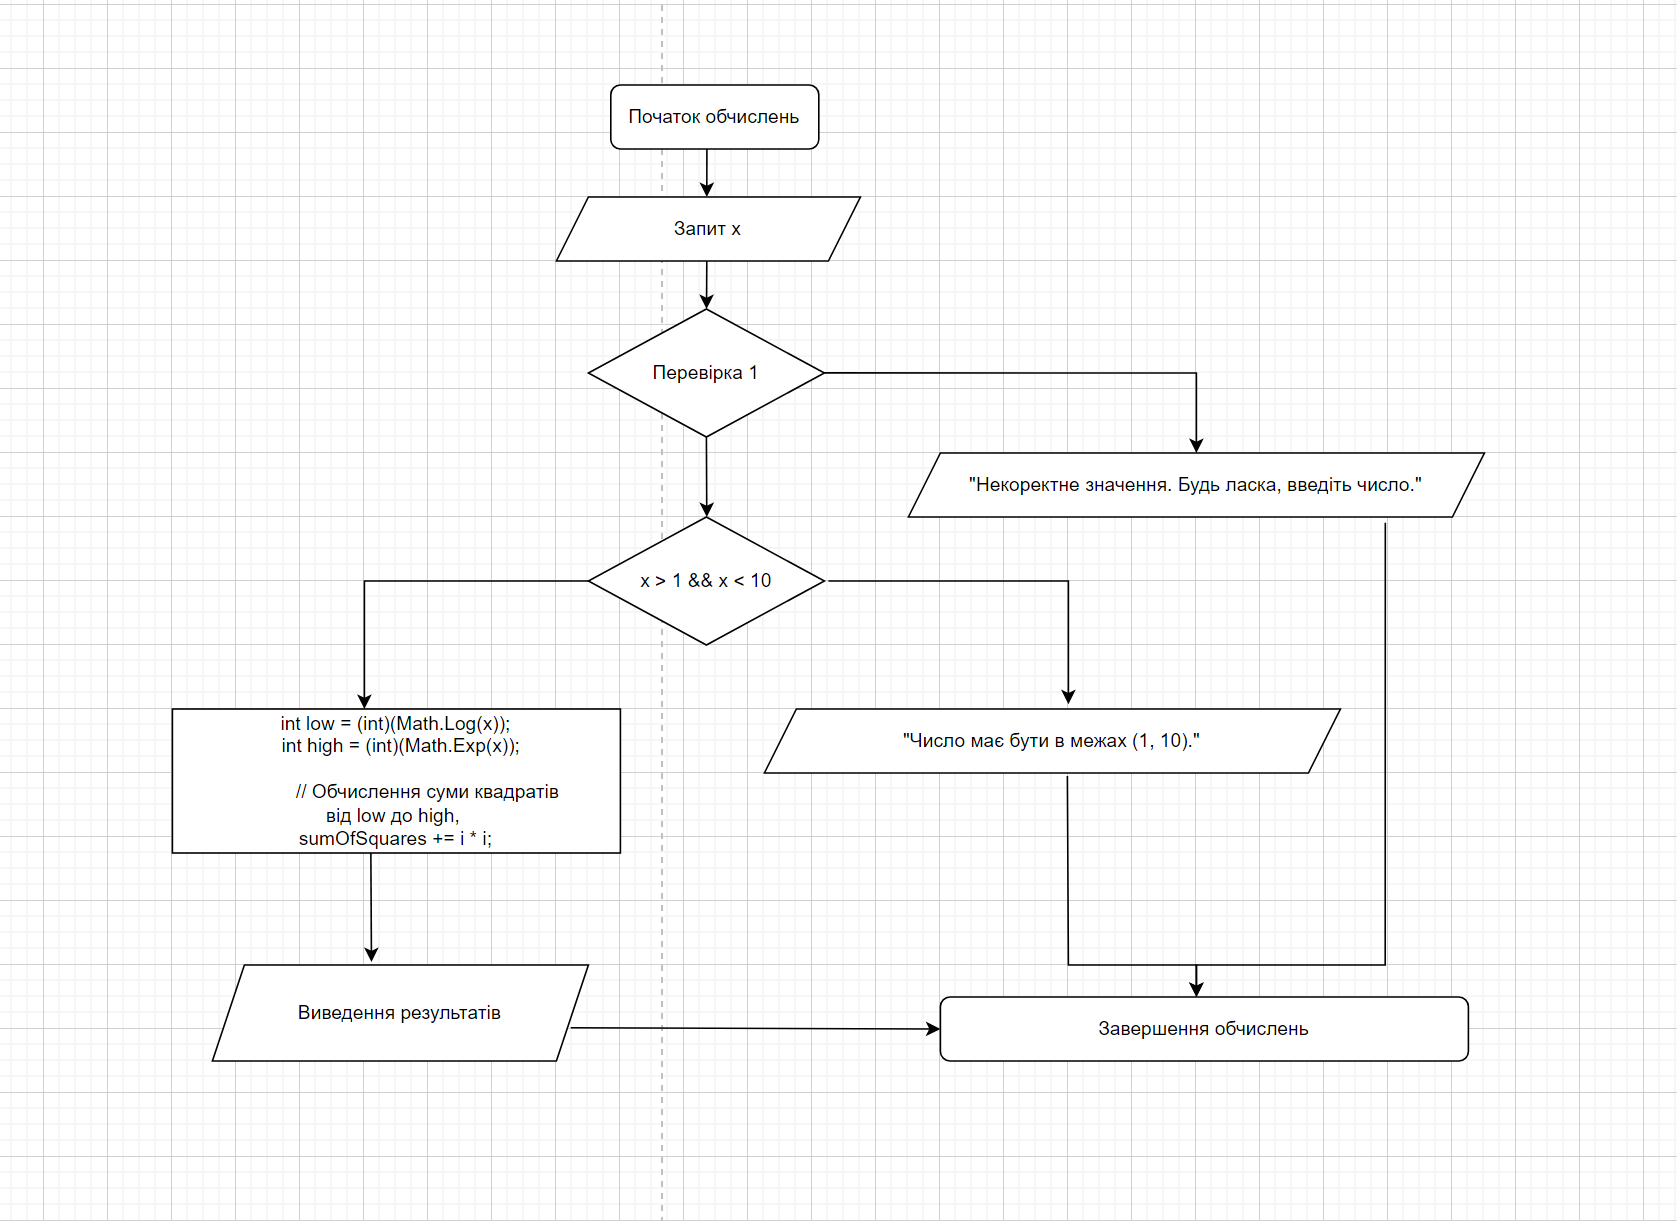 Початок обчислень
Запит x
Перевірка 1
"Некоректне значення. Будь ласка, введіть число."
x > 1 && x < 10
int low = (int)(Math.Log(x));
int high = (int)(Math.Exp(x));
// Обчислення суми квадратів
від low до high,
sumOfSquares += i * i;
"Число має бути в межах (1, 10)."
Виведення результатів
Завершення обчислень